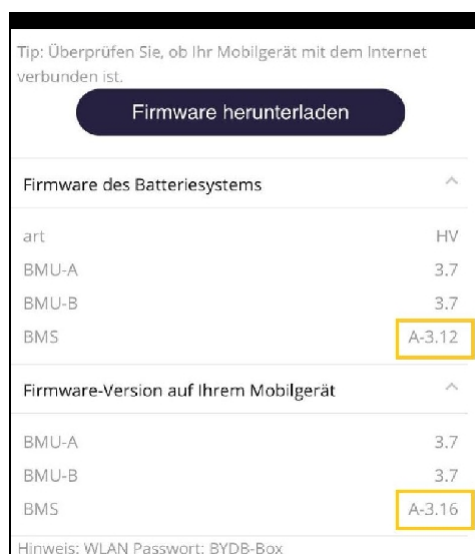 Tip: Überprüfen Sie, ob Ihr Mobilgerät mit dem Internet
verbunden ist.
Firmware herunterladen
Firmware des Batteriesystems
art HV
BMU-A 3.7
BMU-B 3.7
BMS A-3.12
Firmware-Version auf Ihrem Mobilgerät
BMU-A 3.7
BMU-B 3.7
BMS A-3.16
Hinweis: WLAN Passwort: BYDB-Box